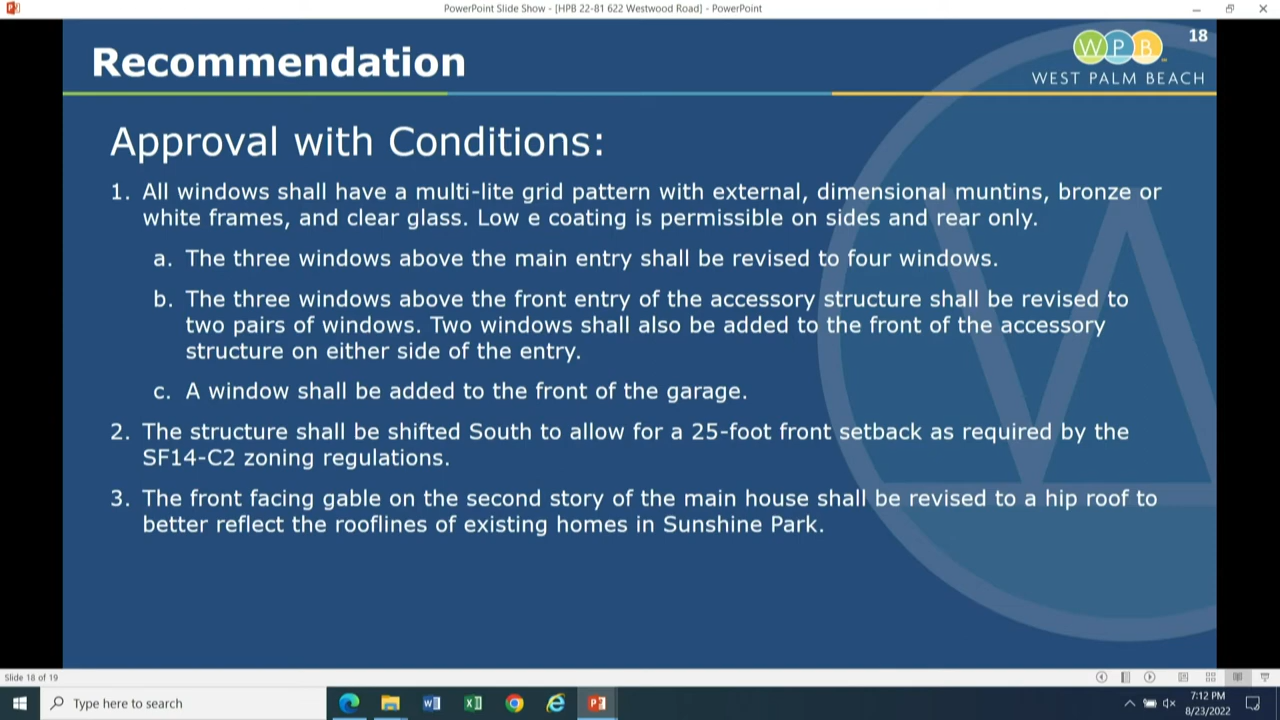 PowerPoint Slide Show - [HPB 22-81 622 Westwood Road] - PowerPoint
18
Recommendation
WPB
WEST PALM BEACH
Approval with Conditions:
1. All windows shall have a multi-lite grid pattern with external, dimensional muntins, bronze or
white frames, and clear glass. Low e coating is permissible on sides and rear only.
a. The three windows above the main entry shall be revised to four windows.
b. The three windows above the front entry of the accessory structure shall be revised to
two pairs of windows. Two windows shall also be added to the front of the accessory
structure on either side of the entry.
c. A window shall be added to the front of the garage.
2. The structure shall be shifted South to allow for a 25-foot front setback as required by the
SF14-C2 zoning regulations.
3. The front facing gable on the second story of the main house shall be revised to a hip roof to
better reflect the rooflines of existing homes in Sunshine Park.
Slide 18 of 19
Type here to search
7:12 PM
8/23/2022